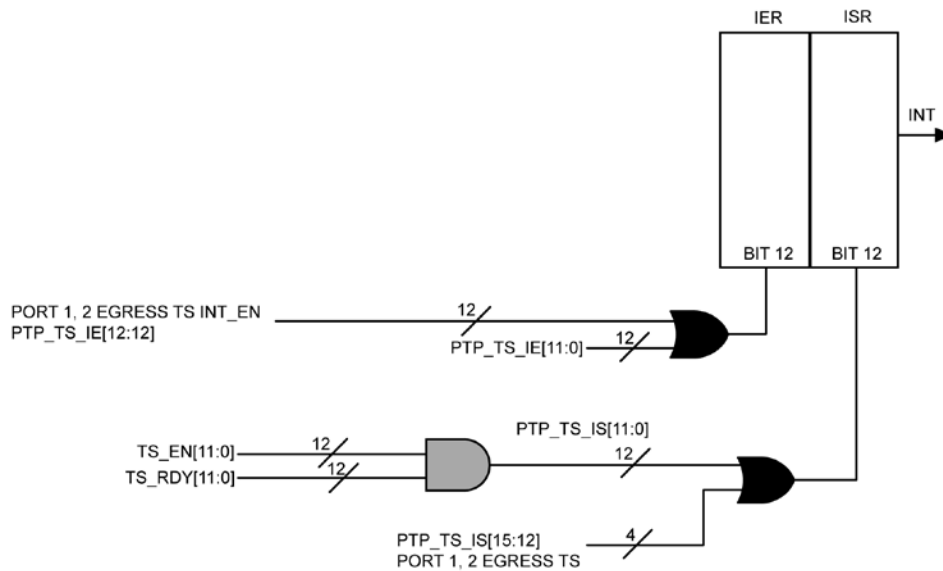 IER ISR
INT
BIT 12 BIT 12
PORT 1, 2 EGRESS TS INT_EN
PTP_TS_IE[12:12]
12
PTP_TS_IE[11:0]
12
TS_EN[11:0]
12
TS_RDY[11:0]
12
PTP_TS_IS[11:0]
12
PTP_TS_IS[15:12]
4
PORT 1, 2 EGRESS TS